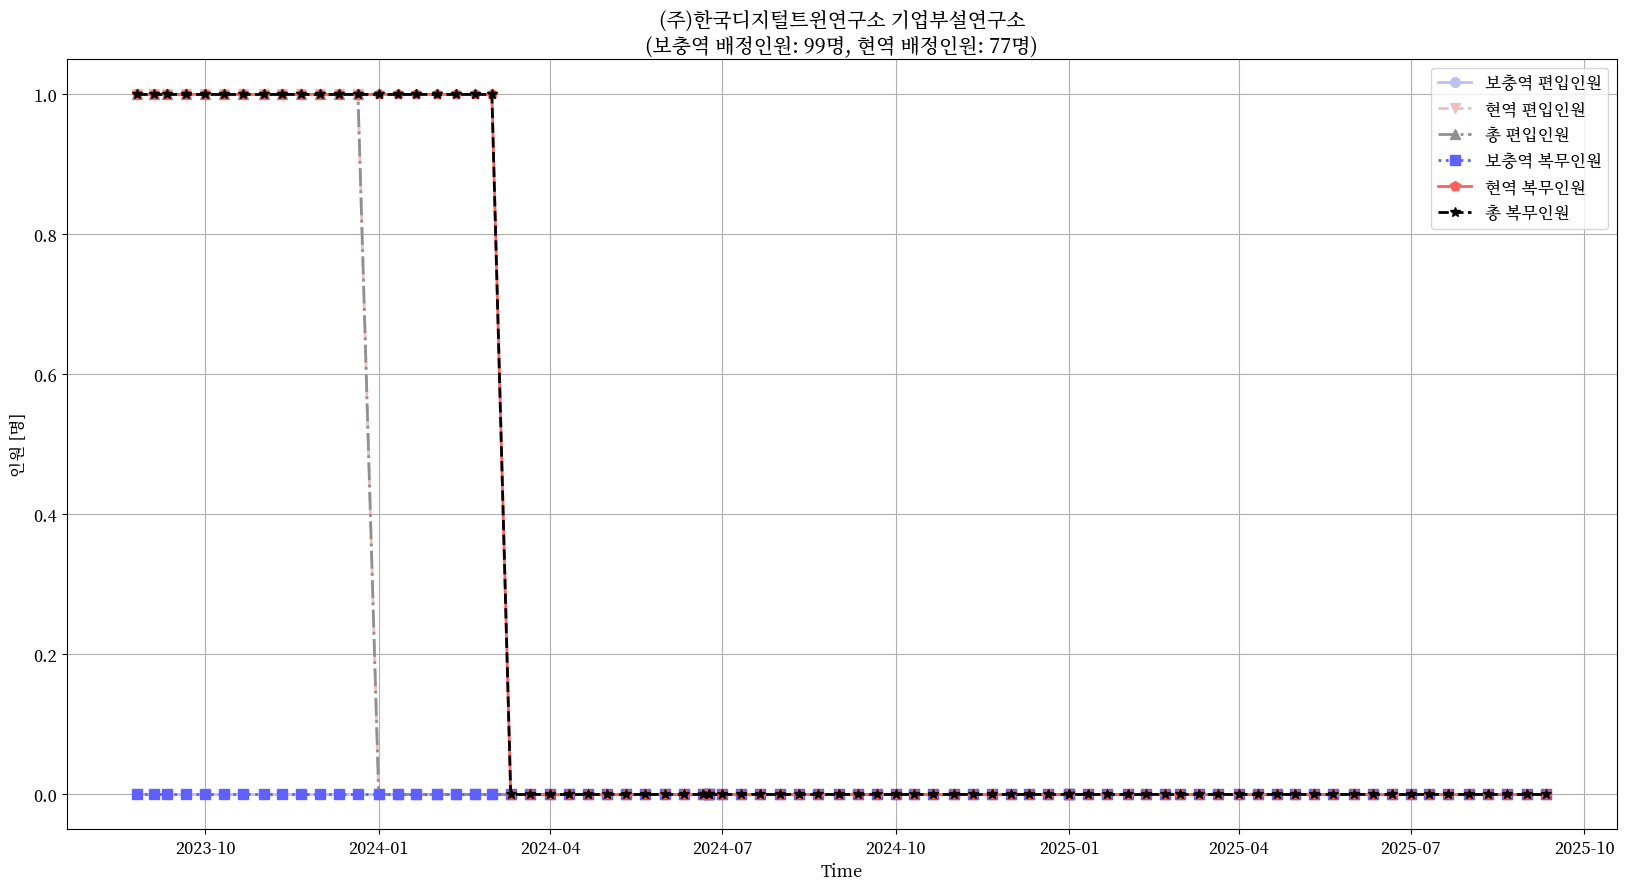 (주)한국디지털트윈연구소 기업부설연구소
(보충역 배정인원: 99명, 현역 배정인원: 77명)
보충역 편입인원
현역 편입인원
총 편입인원
보충역 복무인원
현역 복무인원
총 복무인원
인원 [명]
1.0
0.8
0.6
0.4
0.2
0.0
2023-10
2024-01
2024-04
2024-07
2024-10
2025-01
2025-04
2025-07
2025-10
Time